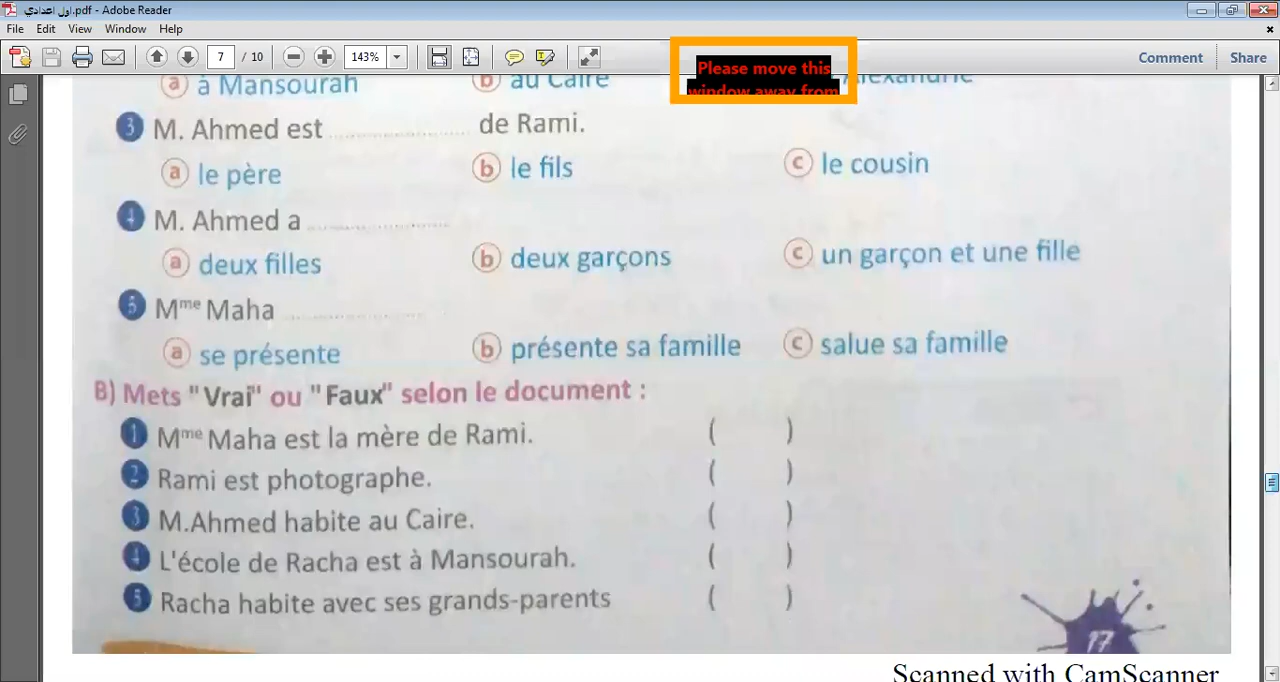 اول اعدادي.pdf - Adobe Reader
File Edit View Window Help
7 / 10 143% Comment Share
Please move this
window away from
a à Mansourah b au Caire Alexandrie
3 M. Ahmed est .................... de Rami.
a le père b le fils c le cousin
4 M. Ahmed a ....................
a deux filles b deux garçons c un garçon et une fille
5 Mme Maha ....................
a se présente b présente sa famille c salue sa famille
B) Mets "Vrai" ou "Faux" selon le document :
1 Mme Maha est la mère de Rami. ( )
2 Rami est photographe. ( )
3 M.Ahmed habite au Caire. ( )
4 L'école de Racha est à Mansourah. ( )
5 Racha habite avec ses grands-parents ( )
17
Scanned with CamScanner